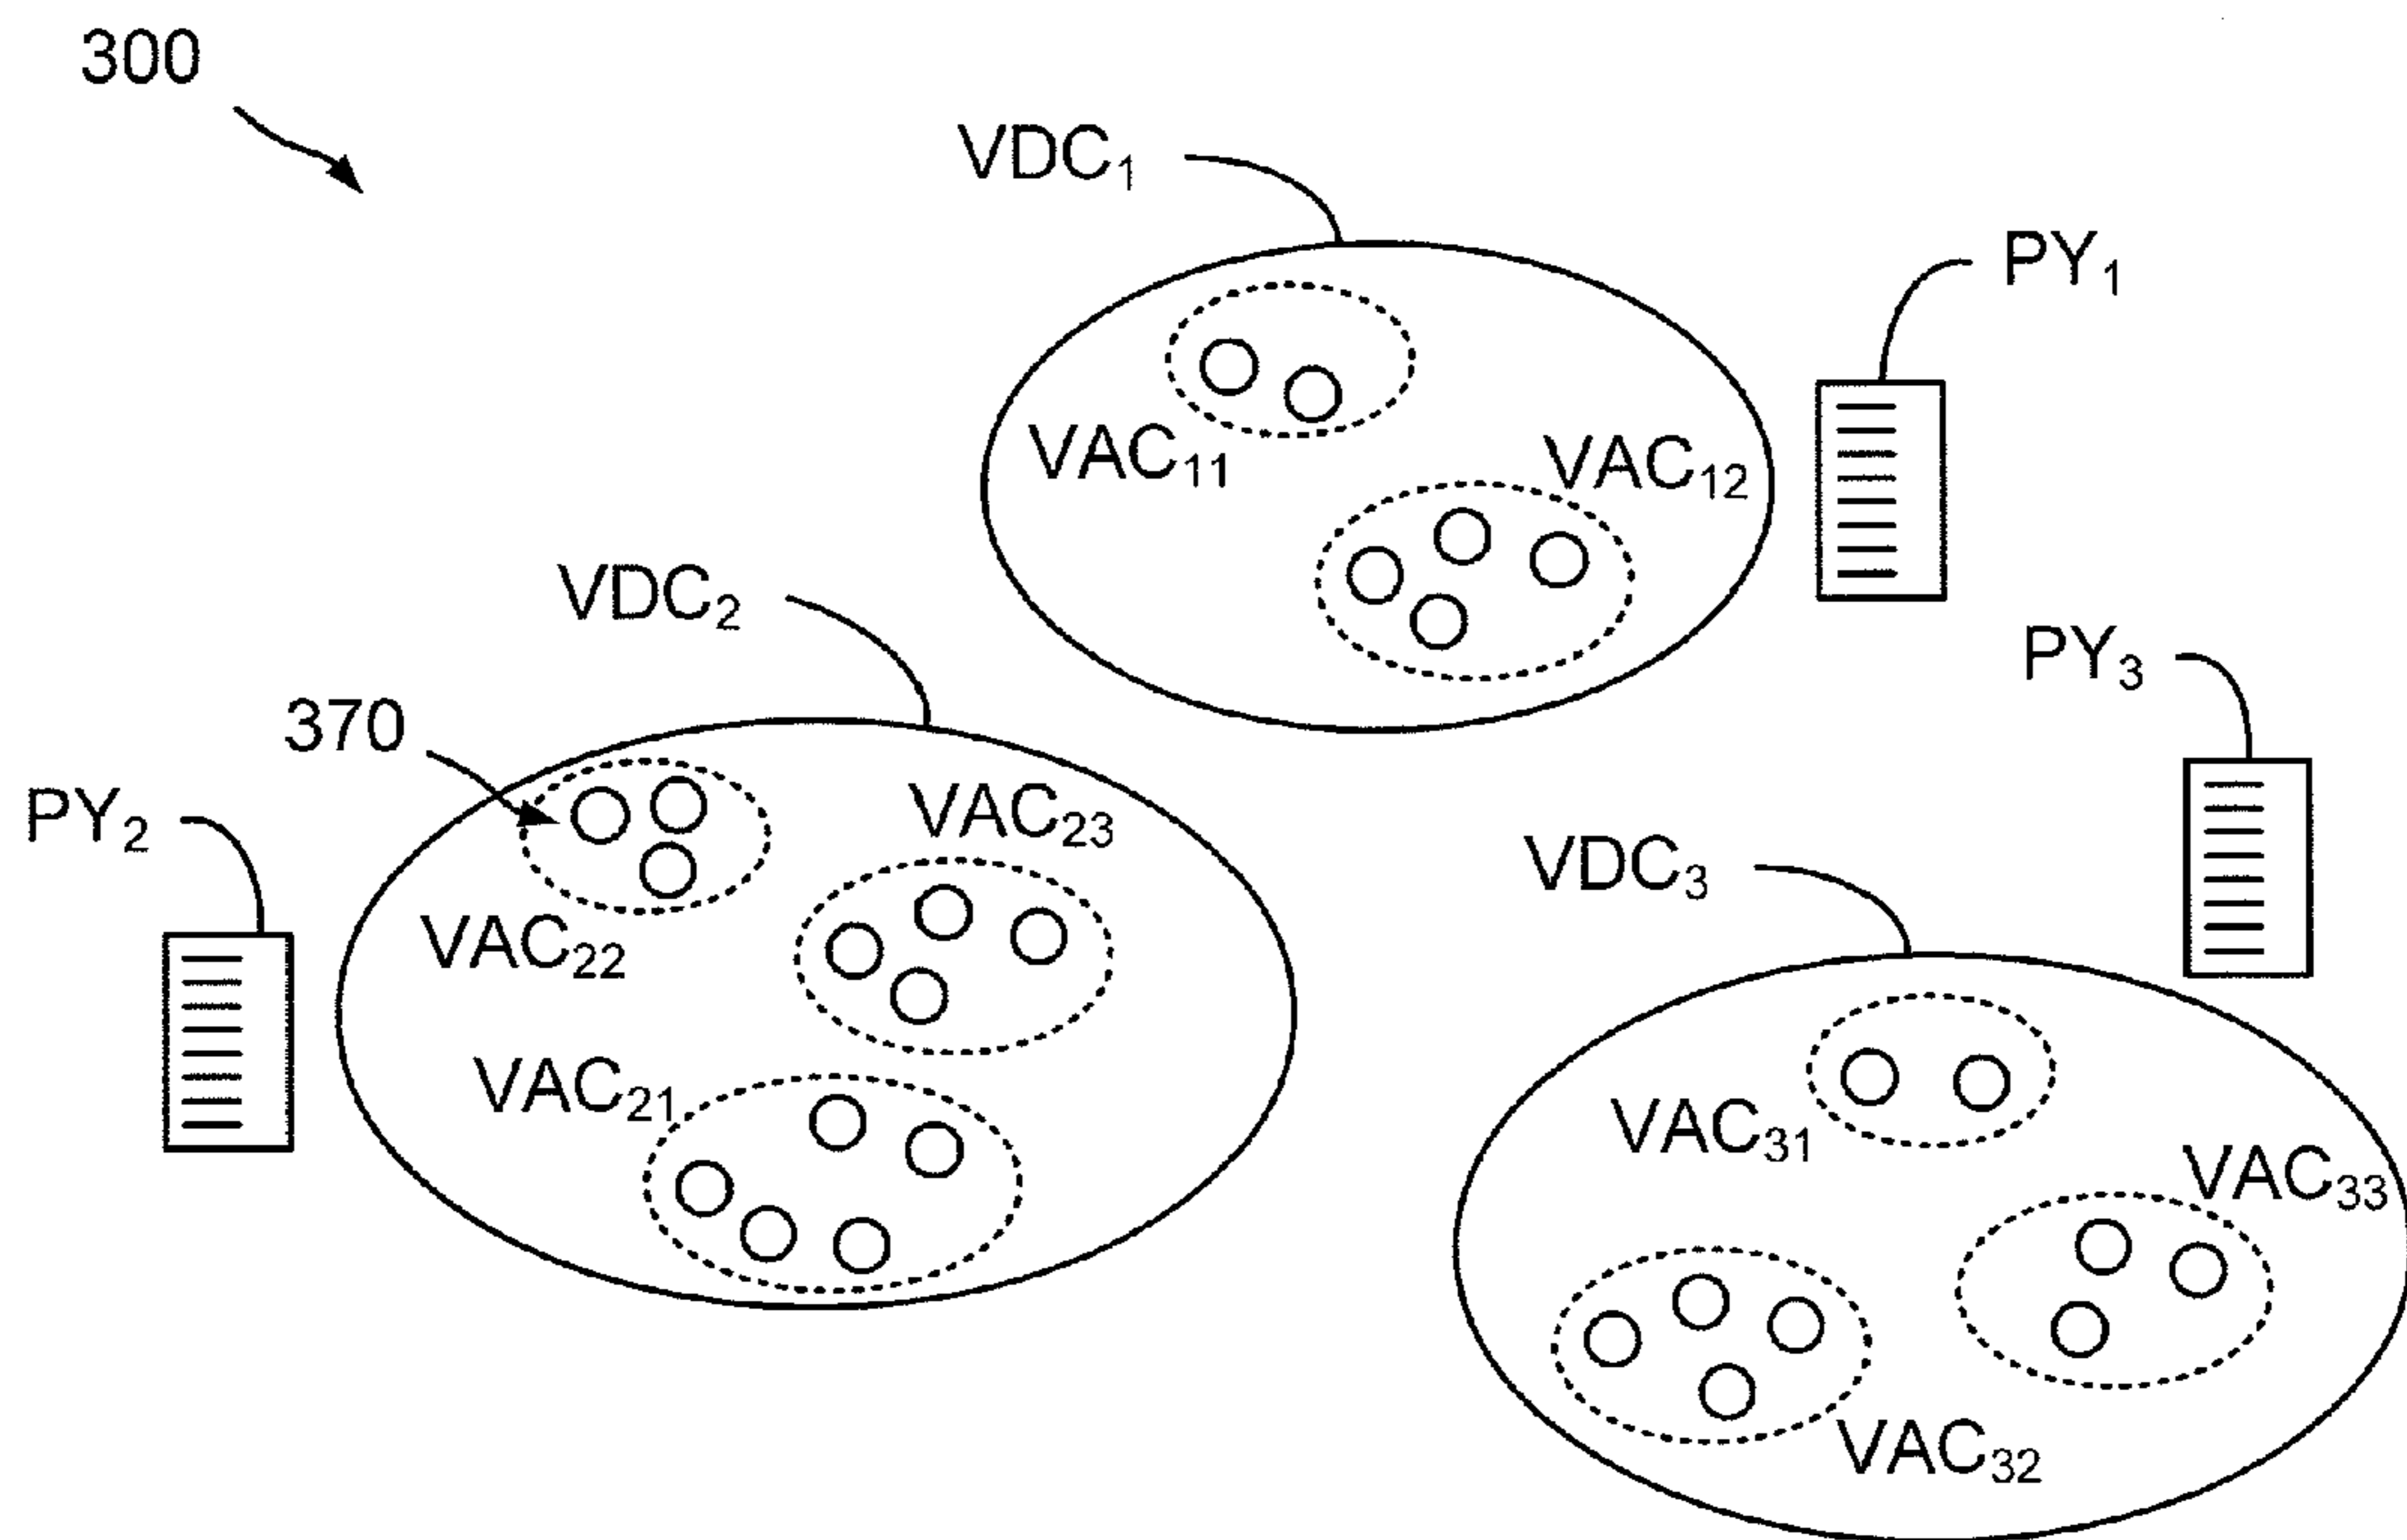 300
VDC₁
PY₁
VAC₁₁
VAC₁₂
VDC₂
PY₃
370
PY₂
VAC₂₃
VDC₃
VAC₂₂
VAC₂₁
VAC₃₁
VAC₃₃
VAC₃₂